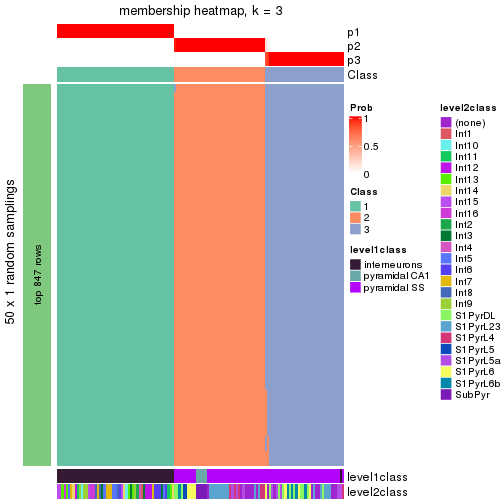 membership heatmap, k = 3
p1
p2
p3
Class
50 x 1 random samplings
top 847 rows
Prob
1
0.5
0
Class
1
2
3
level1class
interneurons
pyramidal CA1
pyramidal SS
level2class
(none)
Int1
Int10
Int11
Int12
Int13
Int14
Int15
Int16
Int2
Int3
Int4
Int5
Int6
Int7
Int8
Int9
S1PyrDL
S1PyrL23
S1PyrL4
S1PyrL5
S1PyrL5a
S1PyrL6
S1PyrL6b
SubPyr
level1class
level2class